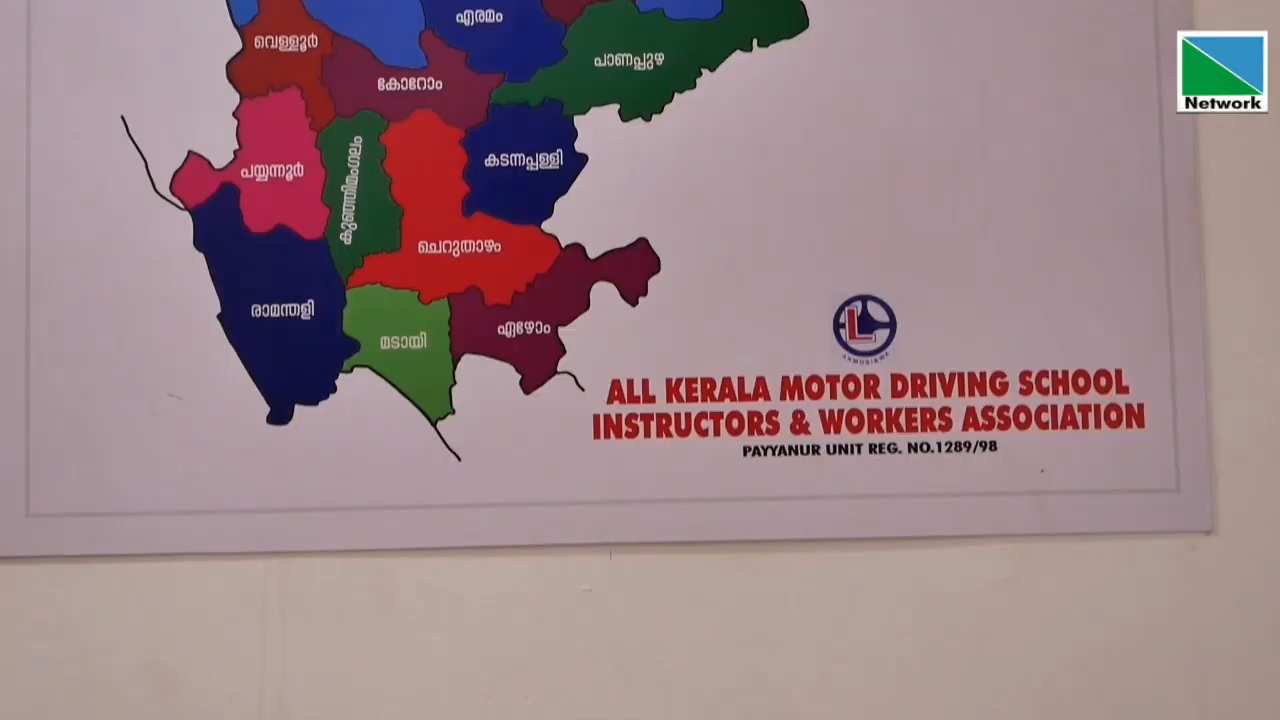 എരമം
വെള്ളൂർ
പാണപ്പുഴ
കോറോം
Network
കടന്നപ്പള്ളി
പയ്യന്നൂർ
കുഞ്ഞിമംഗലം
ചെറുതാഴം
രാമന്തളി
ഏഴോം
മടായി
L
ALL KERALA MOTOR DRIVING SCHOOL
INSTRUCTORS & WORKERS ASSOCIATION
PAYYANUR UNIT REG. NO.1289/98